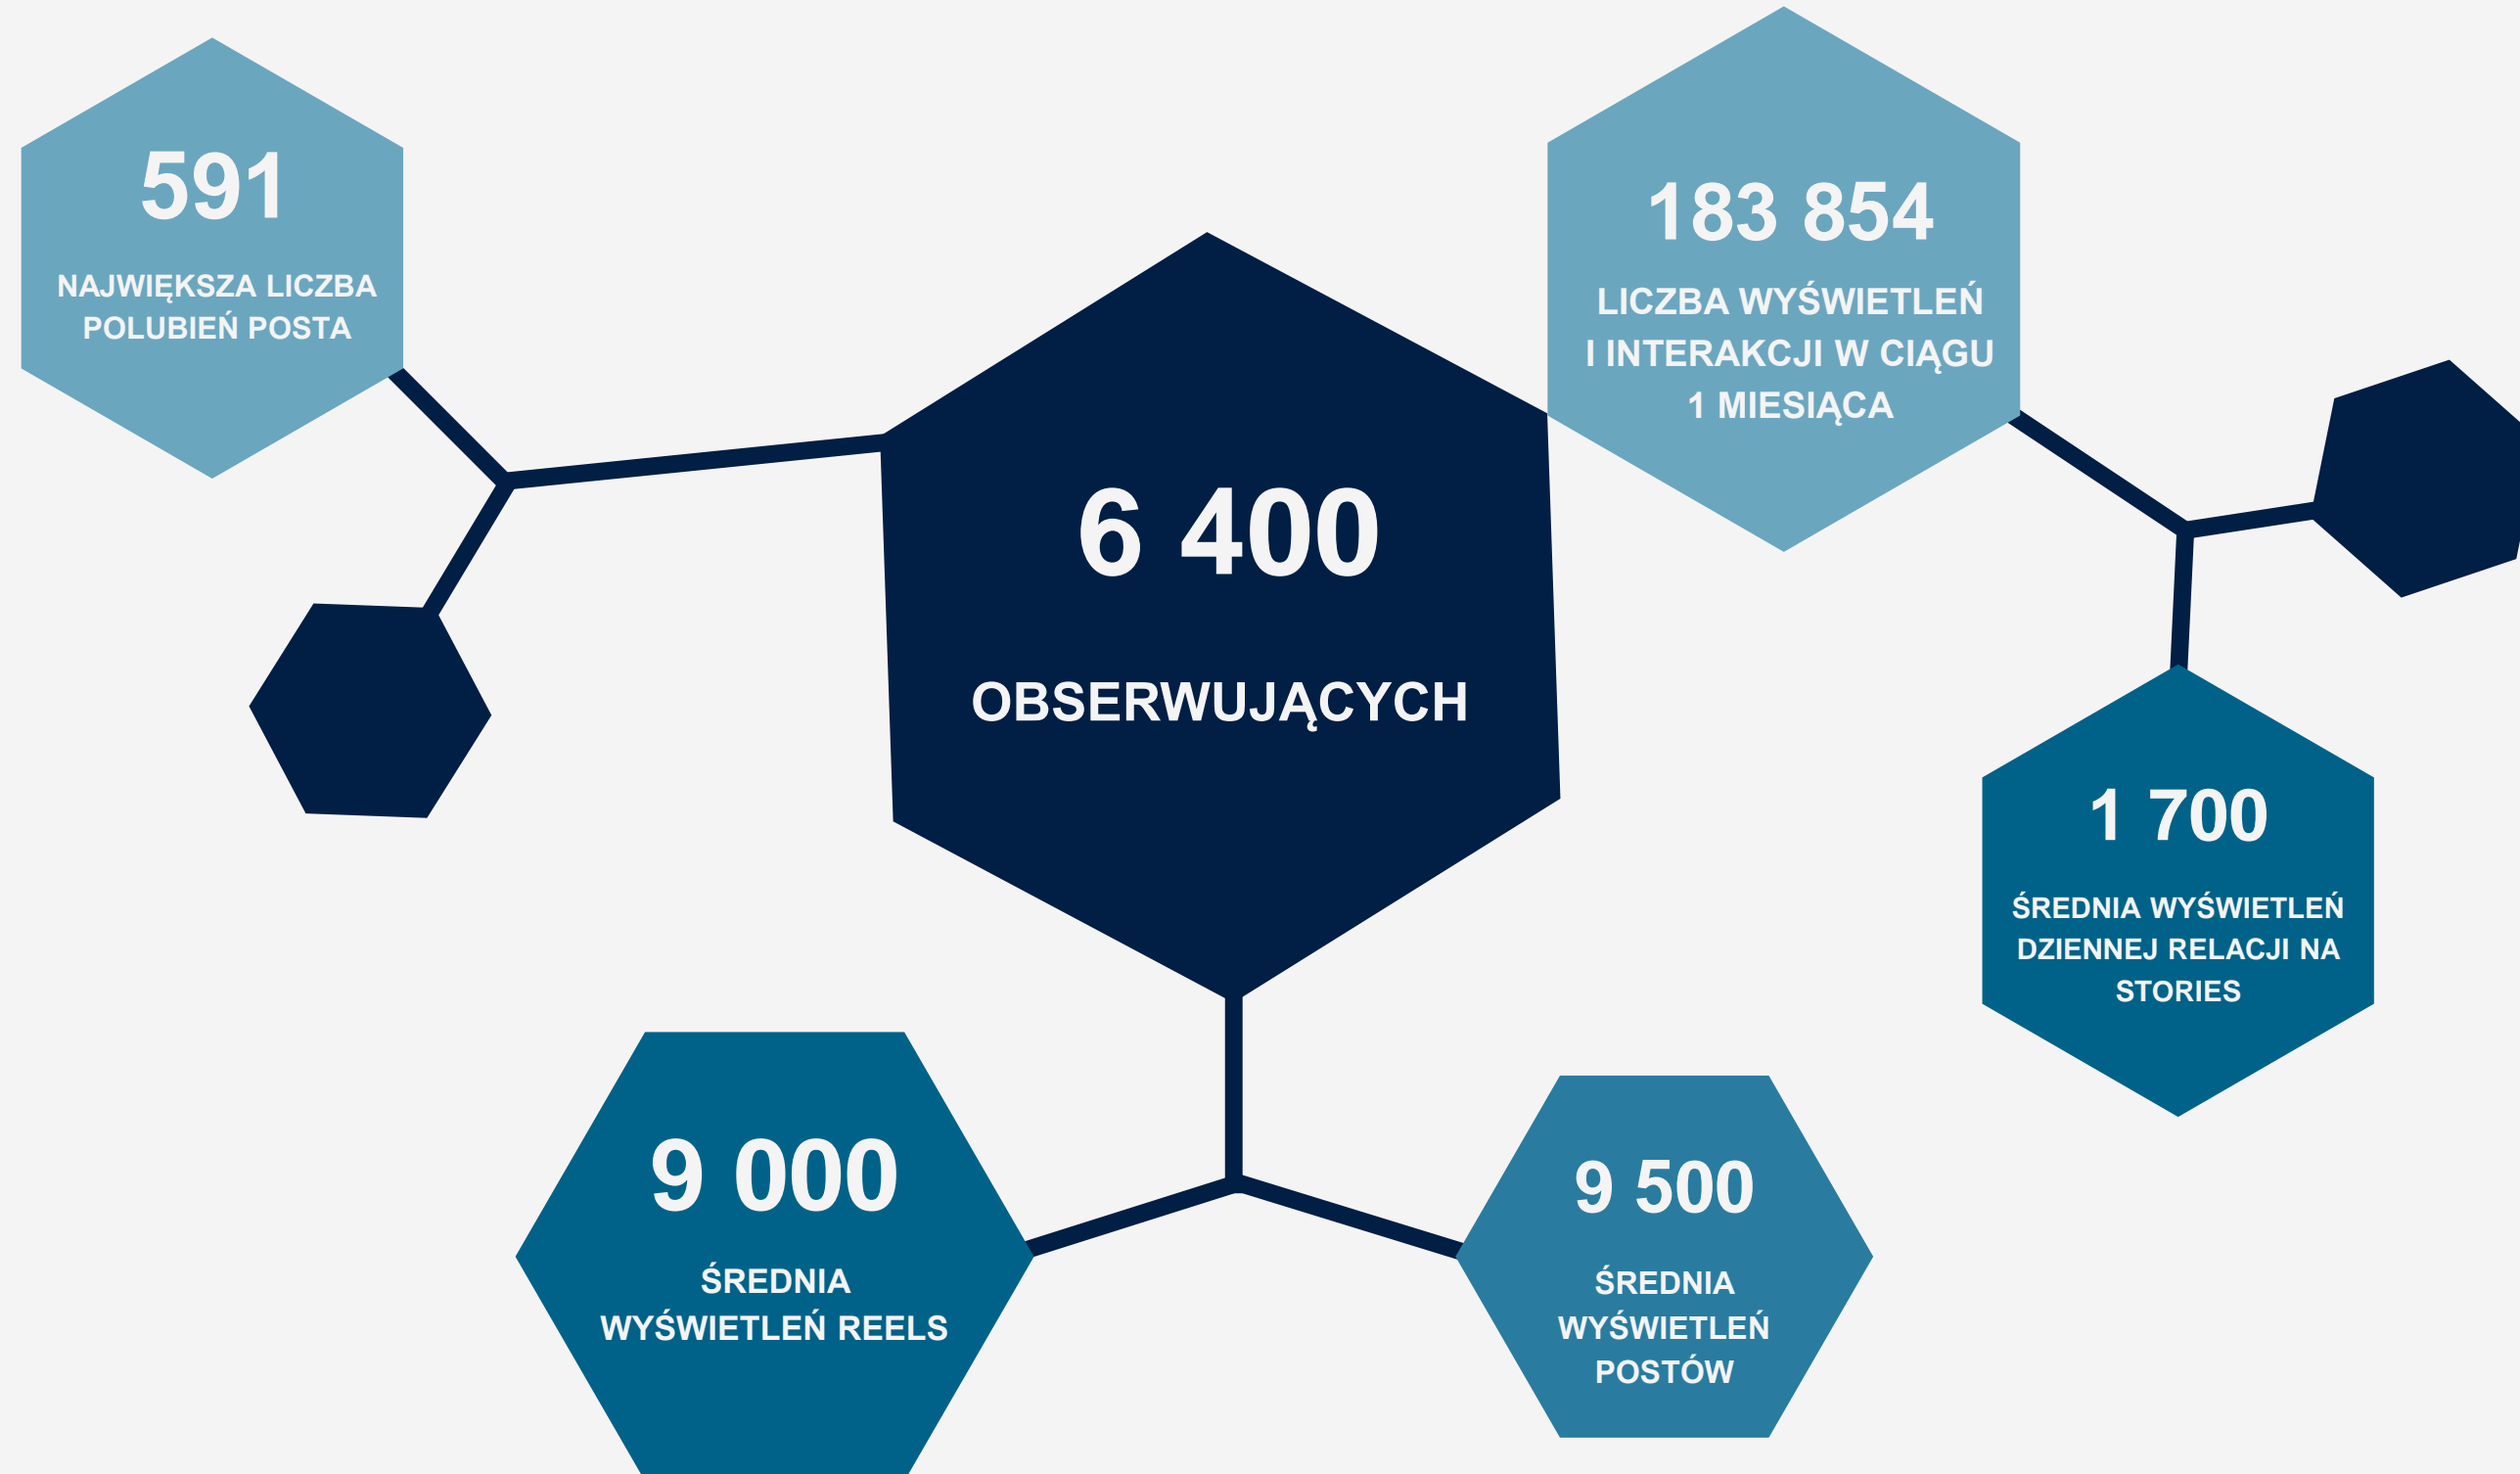 591
NAJWIĘKSZA LICZBA
POLUBIEŃ POSTA
183 854
LICZBA WYŚWIETLEŃ
I INTERAKCJI W CIĄGU
1 MIESIĄCA
6 400
OBSERWUJĄCYCH
1 700
ŚREDNIA WYŚWIETLEŃ
DZIENNEJ RELACJI NA
STORIES
9 000
ŚREDNIA
WYŚWIETLEŃ REELS
9 500
ŚREDNIA
WYŚWIETLEŃ
POSTÓW